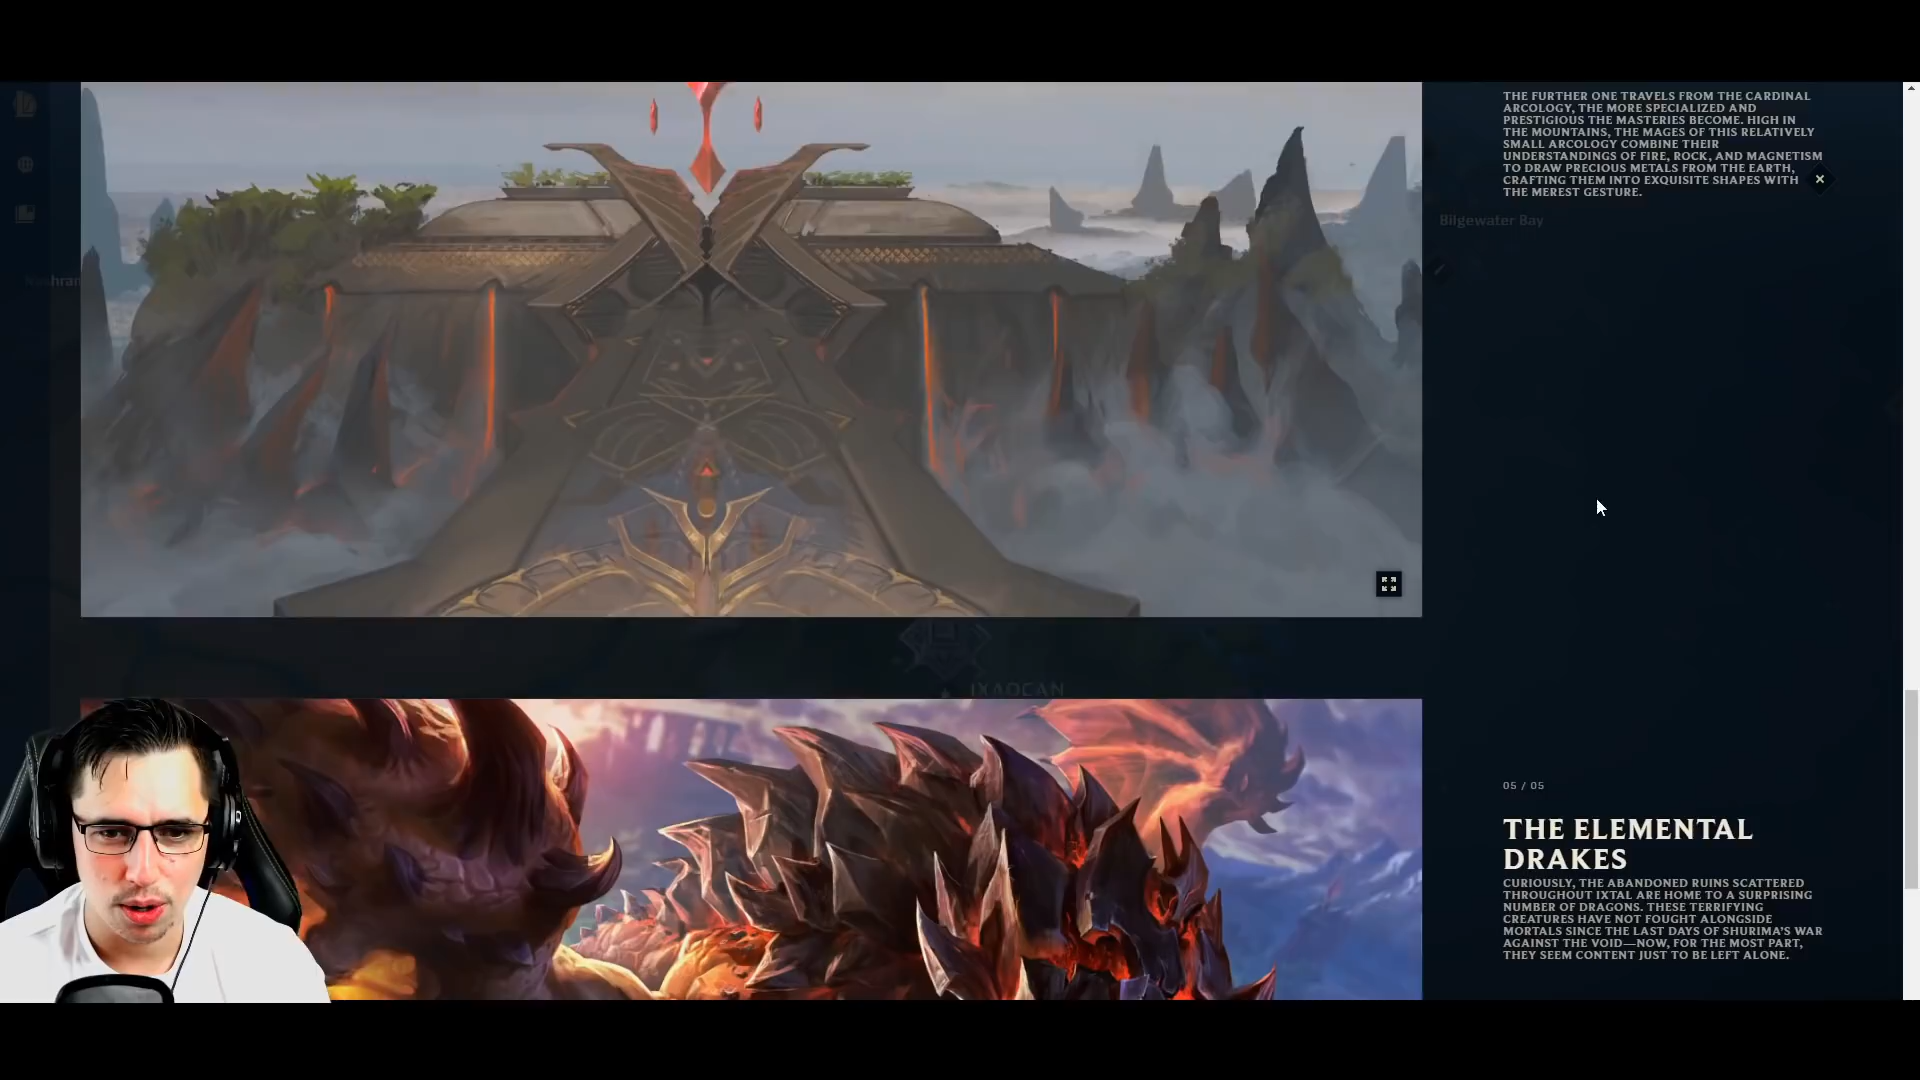 THE FURTHER ONE TRAVELS FROM THE CARDINAL
ARCOLOGY, THE MORE SPECIALIZED AND
PRESTIGIOUS THE MASTERIES BECOME. HIGH IN
THE MOUNTAINS, THE MAGES OF THIS RELATIVELY
SMALL ARCOLOGY COMBINE THEIR
UNDERSTANDINGS OF FIRE, ROCK, AND MAGNETISM
TO DRAW PRECIOUS METALS FROM THE EARTH,
CRAFTING THEM INTO EXQUISITE SHAPES WITH
THE MEREST GESTURE.
Bilgewater Bay
IXAOCAN
05 / 05
THE ELEMENTAL
DRAKES
CURIOUSLY, THE ABANDONED RUINS SCATTERED
THROUGHOUT IXTAL ARE HOME TO A SURPRISING
NUMBER OF DRAGONS. THESE TERRIFYING
CREATURES HAVE NOT FOUGHT ALONGSIDE
MORTALS SINCE THE LAST DAYS OF SHURIMA'S WAR
AGAINST THE VOID—NOW, FOR THE MOST PART,
THEY SEEM CONTENT JUST TO BE LEFT ALONE.